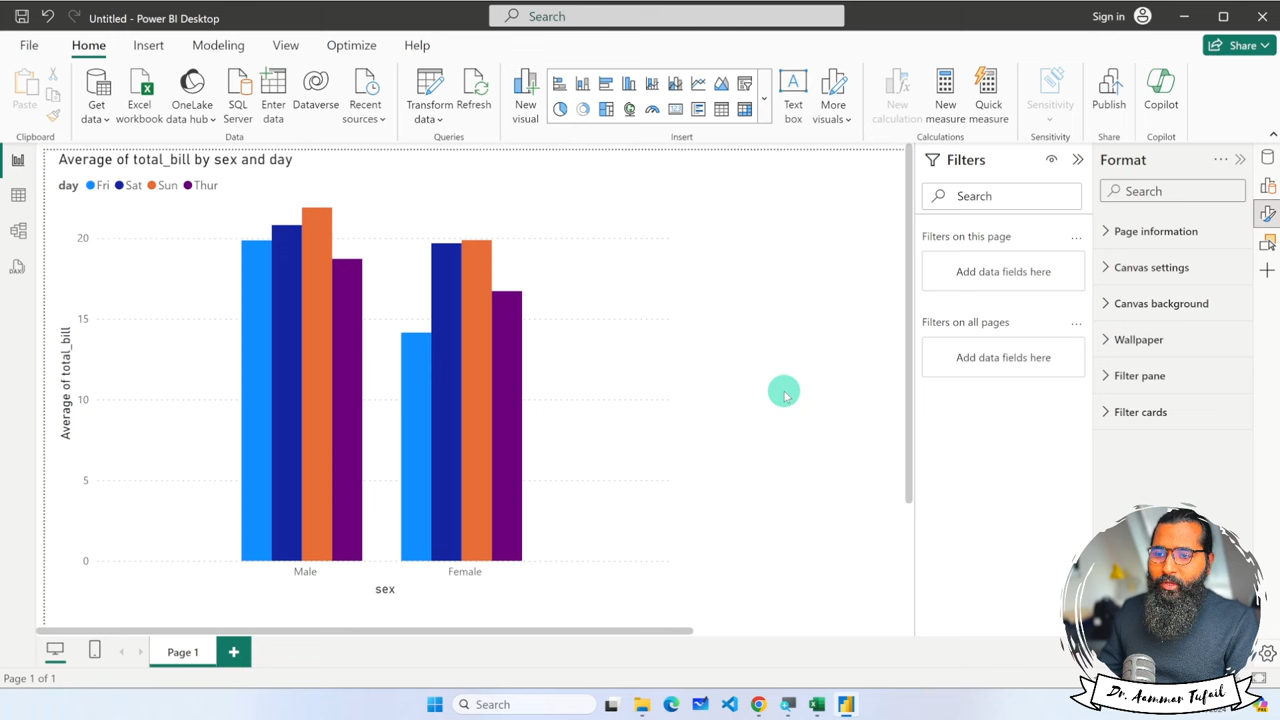 Untitled - Power BI Desktop
Search
Sign in
File Home Insert Modeling View Optimize Help
Share
Paste
Get data
Excel workbook
OneLake data hub
SQL Server
Enter data
Dataverse
Recent sources
Transform data
Refresh
New visual
Text box
More visuals
New calculation
New measure
Quick measure
Sensitivity
Publish
Copilot
Clipboard
Data
Queries
Insert
Calculations
Sensitivity
Share
Copilot
Average of total_bill by sex and day
day Fri Sat Sun Thur
20
15
10
5
0
Average of total_bill
Male Female
sex
Filters
Search
Filters on this page ...
Add data fields here
Filters on all pages ...
Add data fields here
Format ...
Search
Page information
Canvas settings
Canvas background
Wallpaper
Filter pane
Filter cards
DAX
Page 1
Page 1 of 1
Search
Dr. Aammar Tufail